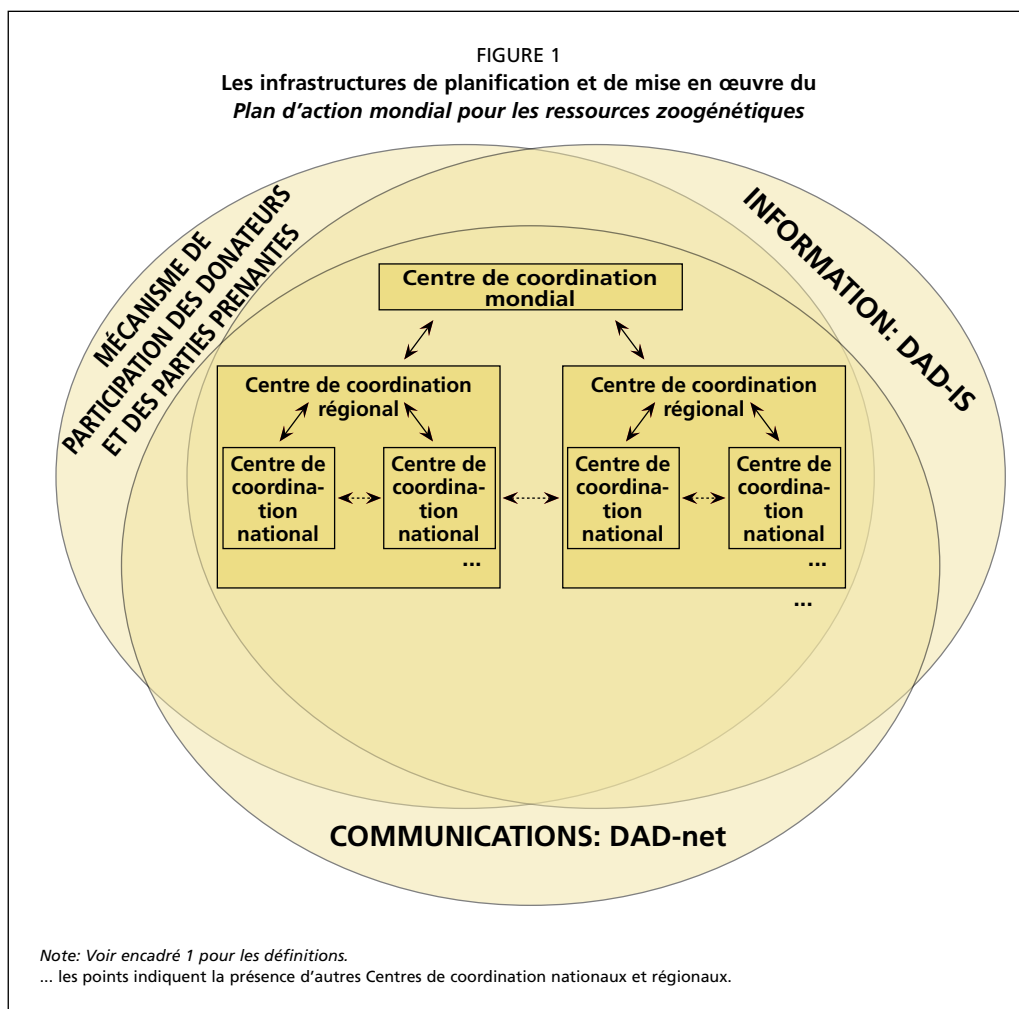 FIGURE 1
Les infrastructures de planification et de mise en œuvre du
Plan d'action mondial pour les ressources zoogénétiques
MÉCANISME DE
PARTICIPATION DES DONATEURS
ET DES PARTIES PRENANTES
INFORMATION: DAD-IS
Centre de coordination
mondial
Centre de coordination
régional
Centre de
coordina-
tion
national
Centre de
coordina-
tion
national
...
Centre de coordination
régional
Centre de
coordina-
tion
national
Centre de
coordina-
tion
national
...
...
COMMUNICATIONS: DAD-net
Note: Voir encadré 1 pour les définitions.
... les points indiquent la présence d'autres Centres de coordination nationaux et régionaux.